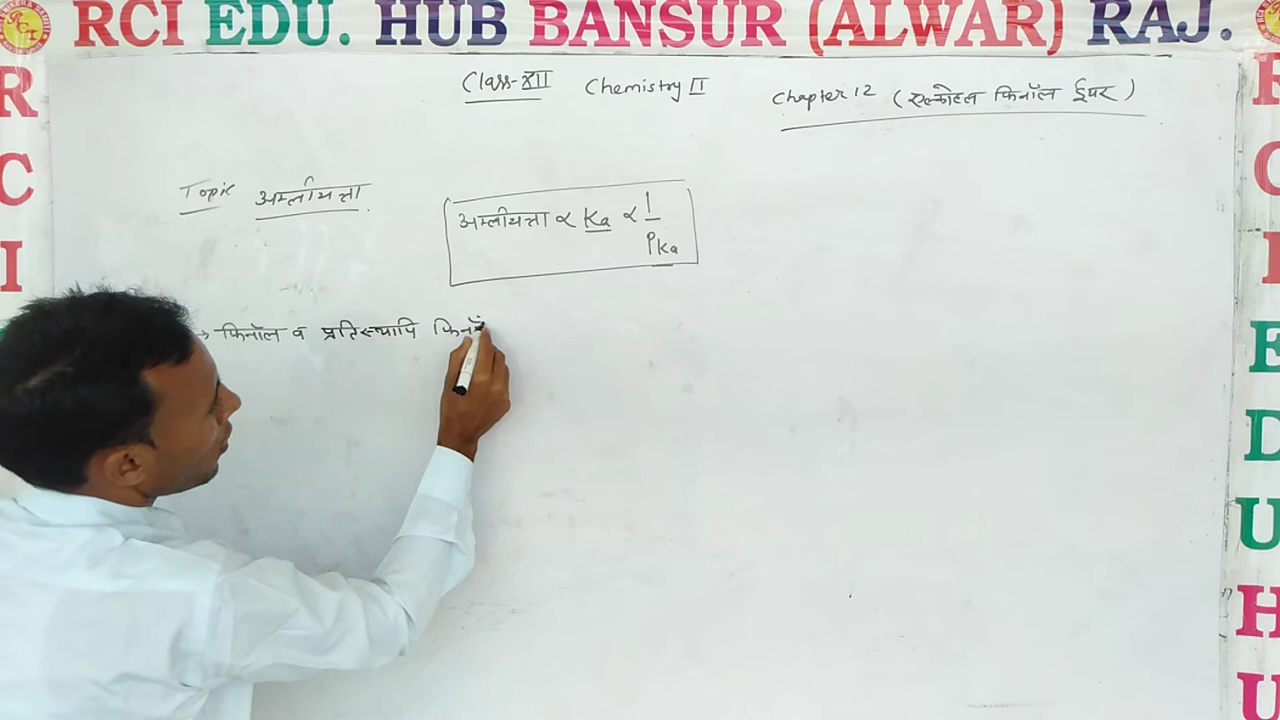 RCI EDU. HUB BANSUR (ALWAR) RAJ.
Class-XII Chemistry II Chapter 12 (एल्कोहल फिनॉल ईथर)
Topic अम्लीयता
अम्लीयता ∝ Ka ∝ 1/PKa
→ फिनॉल व प्रतिस्थापि फिनॉ
R
C
I
R
C
I
E
D
U
H
U